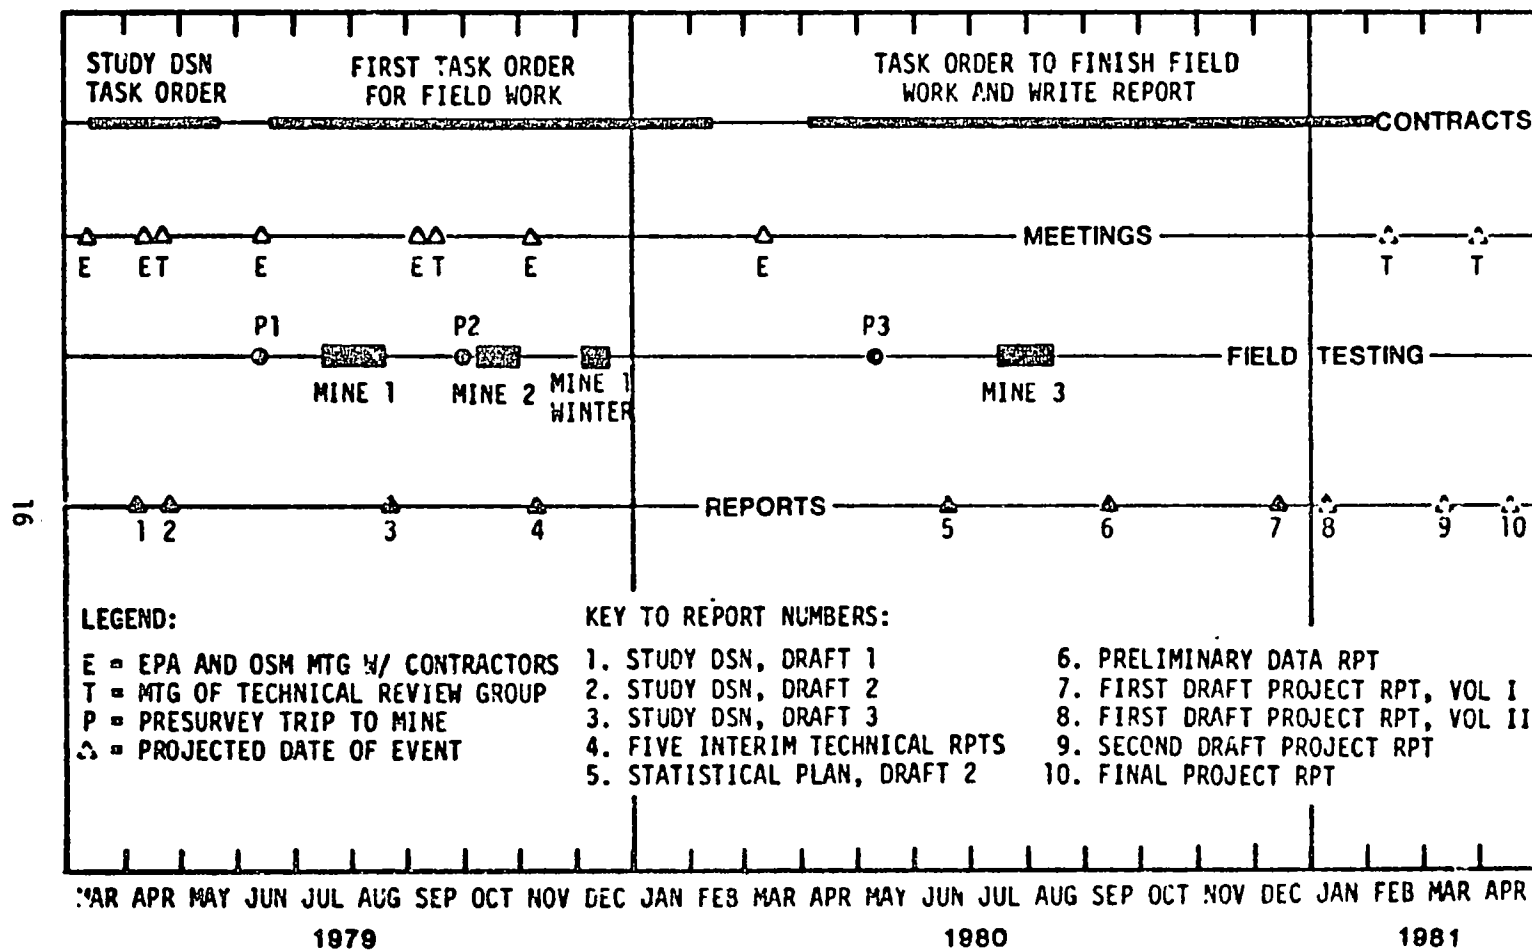 STUDY DSN
TASK ORDER
FIRST TASK ORDER
FOR FIELD WORK
TASK ORDER TO FINISH FIELD
WORK AND WRITE REPORT
CONTRACTS
MEETINGS
E E T E E T E E T T
P1 P2 P3
FIELD TESTING
MINE 1 MINE 2 MINE 1
WINTER
MINE 3
REPORTS
1 2 3 4 5 6 7 8 9 10
16
LEGEND:
E = EPA AND OSM MTG W/ CONTRACTORS
T = MTG OF TECHNICAL REVIEW GROUP
P = PRESURVEY TRIP TO MINE
△ = PROJECTED DATE OF EVENT
KEY TO REPORT NUMBERS:
1. STUDY DSN, DRAFT 1
2. STUDY DSN, DRAFT 2
3. STUDY DSN, DRAFT 3
4. FIVE INTERIM TECHNICAL RPTS
5. STATISTICAL PLAN, DRAFT 2
6. PRELIMINARY DATA RPT
7. FIRST DRAFT PROJECT RPT, VOL I
8. FIRST DRAFT PROJECT RPT, VOL II
9. SECOND DRAFT PROJECT RPT
10. FINAL PROJECT RPT
MAR APR MAY JUN JUL AUG SEP OCT NOV DEC JAN FEB MAR APR MAY JUN JUL AUG SEP OCT NOV DEC JAN FEB MAR APR
1979 1980 1981